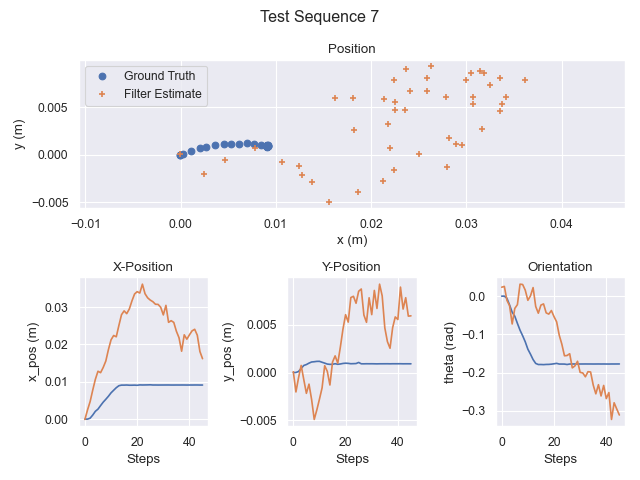 Test Sequence 7
Position
Ground Truth
Filter Estimate
y (m)
0.005
0.000
−0.005
−0.01
0.00
0.01
0.02
0.03
0.04
x (m)
X-Position
x_pos (m)
0.03
0.02
0.01
0.00
0
20
40
Steps
Y-Position
y_pos (m)
0.005
0.000
−0.005
0
20
40
Steps
Orientation
theta (rad)
0.0
−0.1
−0.2
−0.3
0
20
40
Steps